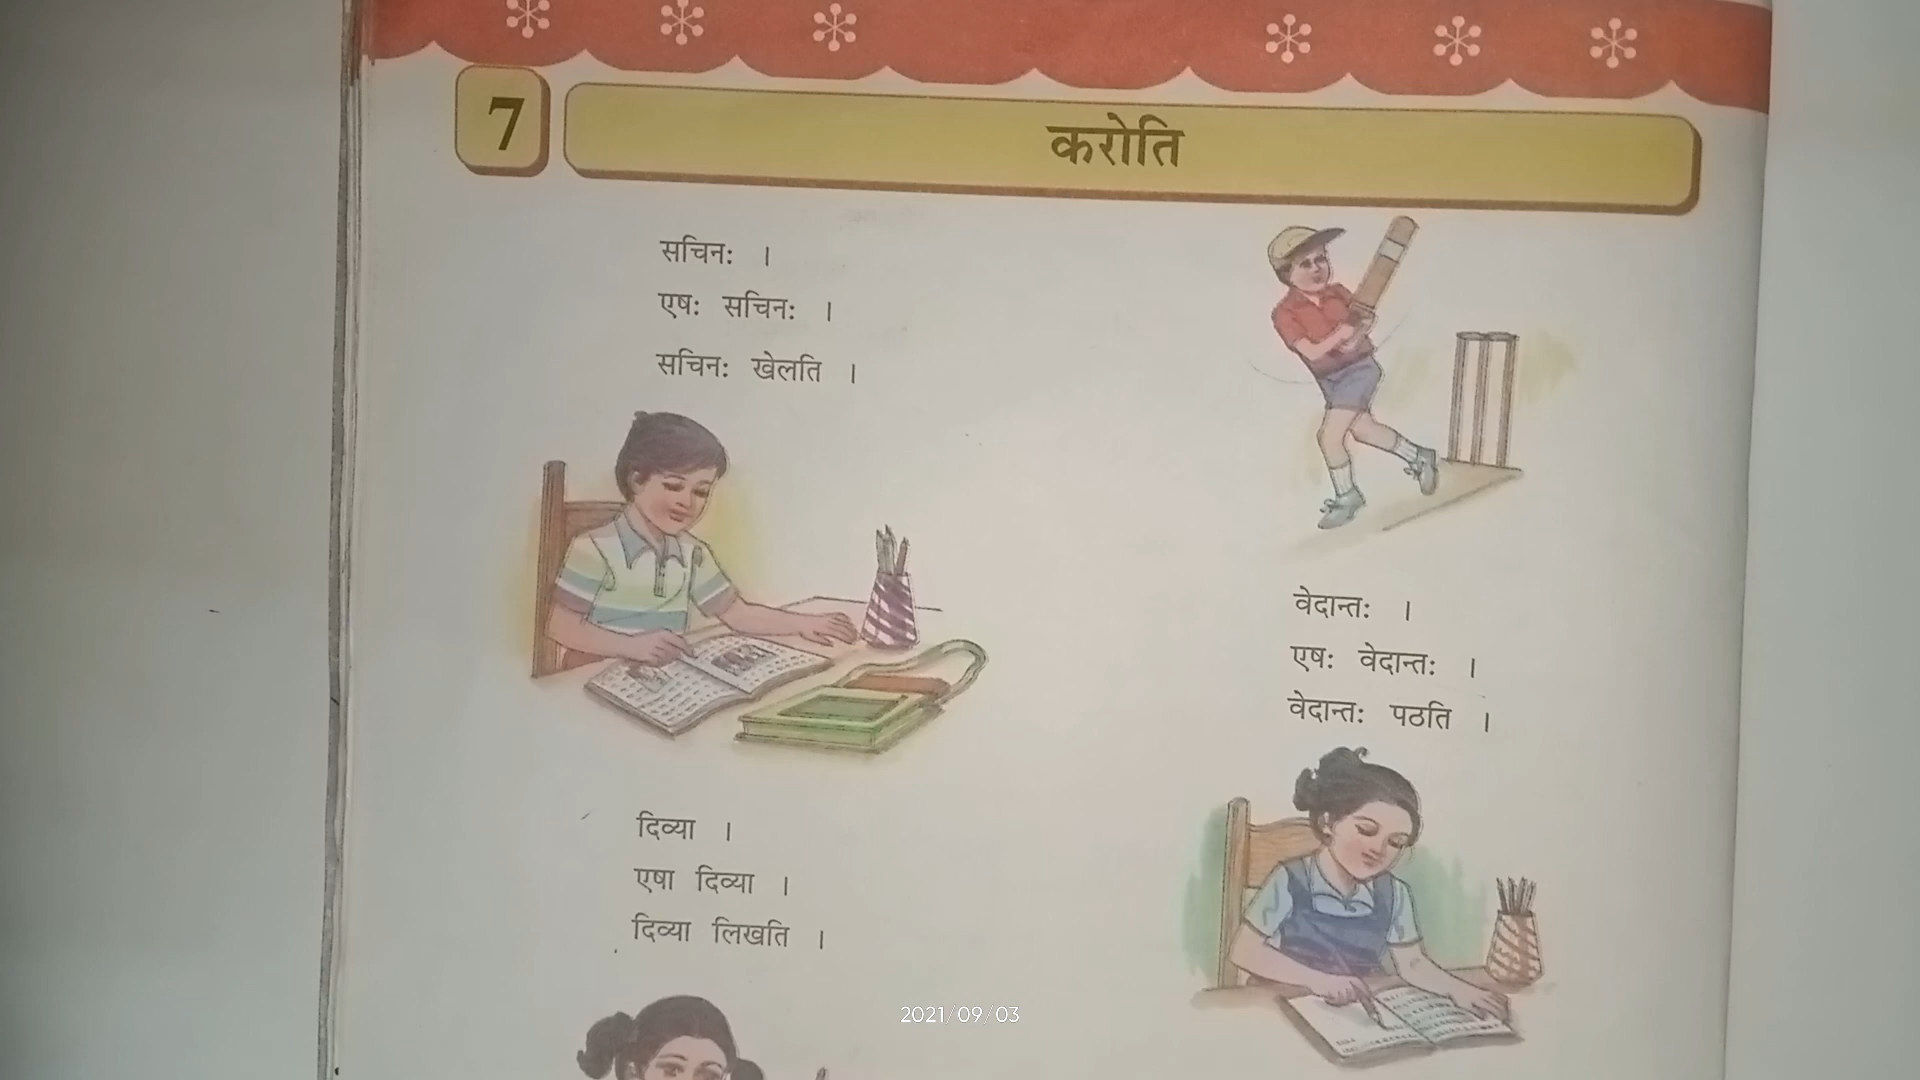 7
करोति
सचिनः ।
एषः सचिनः ।
सचिनः खेलति ।
वेदान्तः ।
एषः वेदान्तः ।
वेदान्तः पठति ।
दिव्या ।
एषा दिव्या ।
दिव्या लिखति ।
2021/09/03